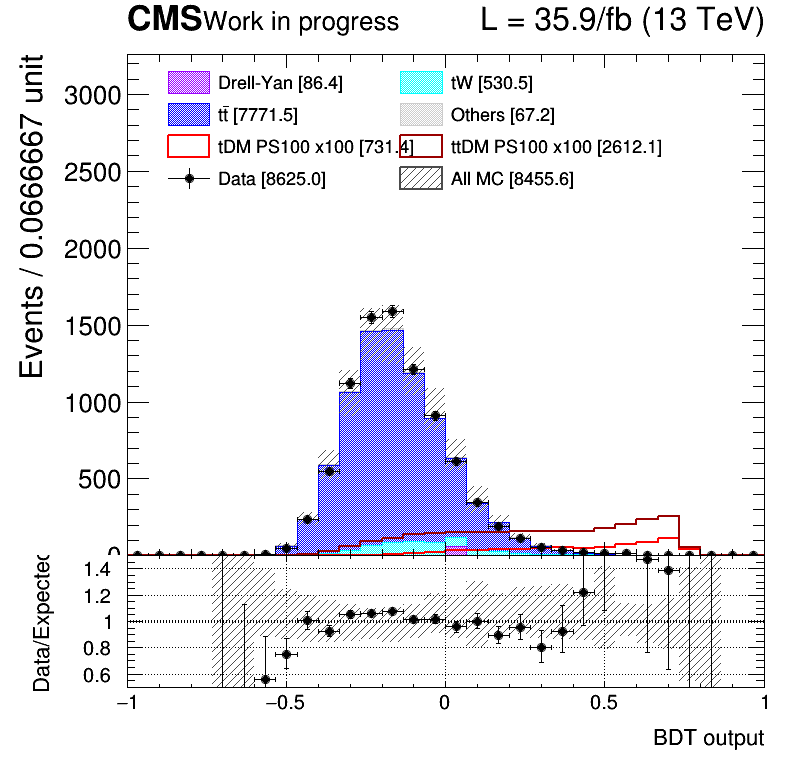 CMS Work in progress L = 35.9/fb (13 TeV)
Events / 0.0666667 unit
3000
2500
2000
1500
1000
500
0
Drell-Yan [86.4]
tW [530.5]
tt̄ [7771.5]
Others [67.2]
tDM PS100 x100 [731.4]
ttDM PS100 x100 [2612.1]
Data [8625.0]
All MC [8455.6]
Data/Expected
1.4
1.2
1
0.8
0.6
−1 −0.5 0 0.5 1
BDT output